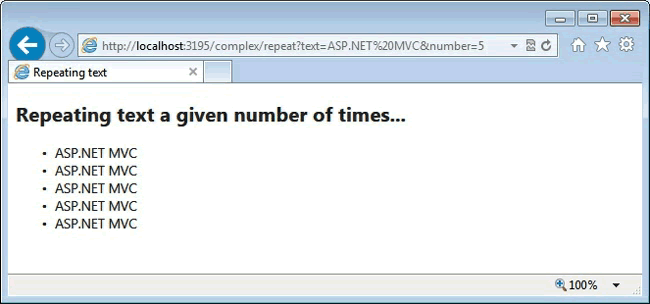 http://localhost:3195/complex/repeat?text=ASP.NET%20MVC&number=5
Repeating text
Repeating text a given number of times...
• ASP.NET MVC
• ASP.NET MVC
• ASP.NET MVC
• ASP.NET MVC
• ASP.NET MVC
100%